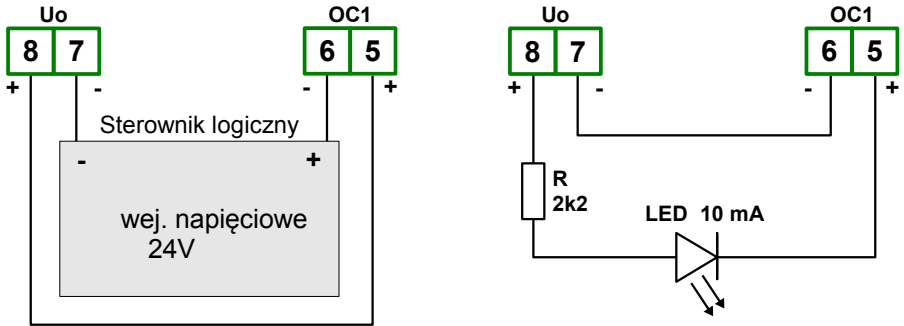 Uo OC1
8 7 6 5
+ - - +
Sterownik logiczny
- +
wej. napięciowe
24V
Uo OC1
8 7 6 5
+ - - +
R
2k2
LED 10 mA